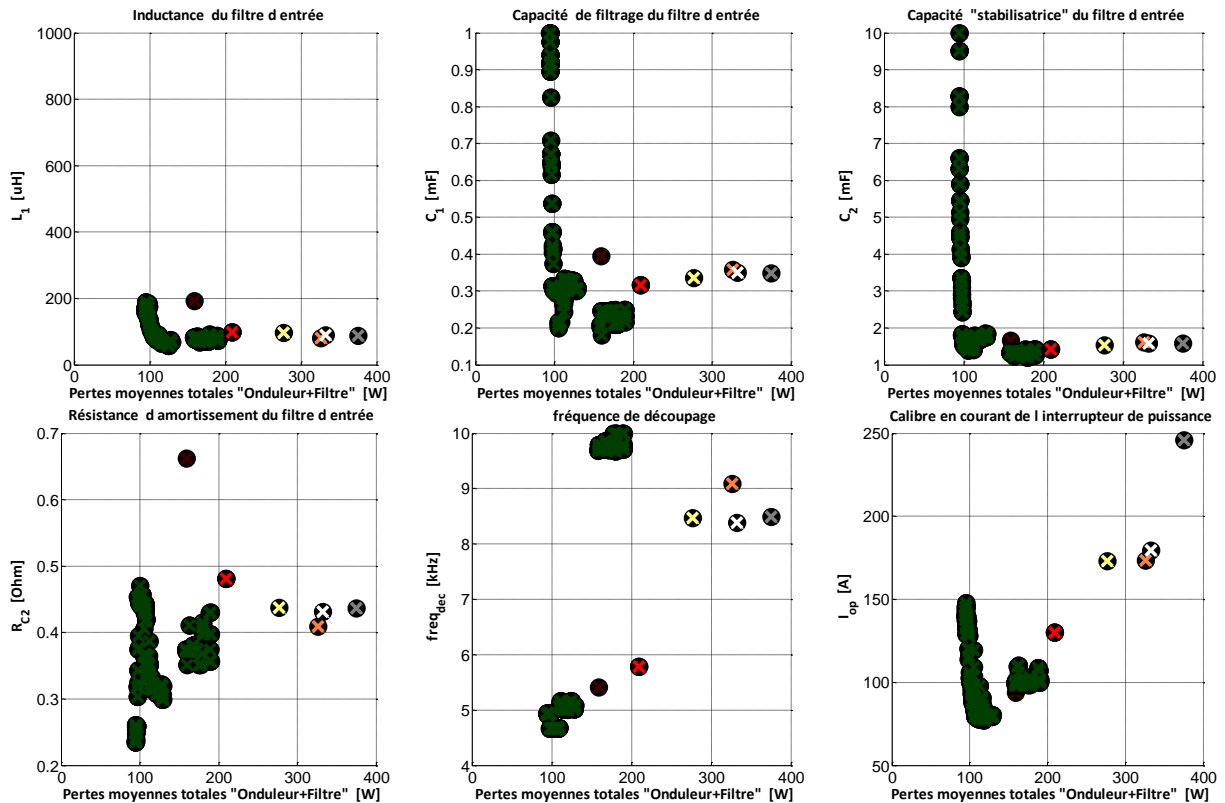 Inductance du filtre d entrée
L1 [uH]
1000
800
600
400
200
0
0 100 200 300 400
Pertes moyennes totales "Onduleur+Filtre" [W]
Capacité de filtrage du filtre d entrée
C1 [mF]
1
0.9
0.8
0.7
0.6
0.5
0.4
0.3
0.2
0.1
0 100 200 300 400
Pertes moyennes totales "Onduleur+Filtre" [W]
Capacité "stabilisatrice" du filtre d entrée
C2 [mF]
10
9
8
7
6
5
4
3
2
1
0 100 200 300 400
Pertes moyennes totales "Onduleur+Filtre" [W]
Résistance d amortissement du filtre d entrée
RC2 [Ohm]
0.7
0.6
0.5
0.4
0.3
0.2
0 100 200 300 400
Pertes moyennes totales "Onduleur+Filtre" [W]
fréquence de découpage
freqdec [kHz]
10
9
8
7
6
5
4
0 100 200 300 400
Pertes moyennes totales "Onduleur+Filtre" [W]
Calibre en courant de l interrupteur de puissance
Iop [A]
250
200
150
100
50
0 100 200 300 400
Pertes moyennes totales "Onduleur+Filtre" [W]